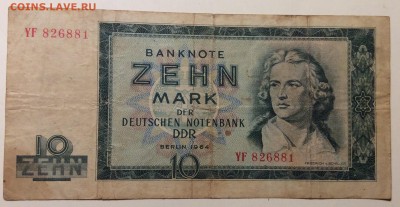 COINS.LAVE.RU
YF 826881
BANKNOTE
ZEHN
MARK
DER
DEUTSCHEN NOTENBANK
DDR
BERLIN 1964
10
ZEHN
10
YF 826881